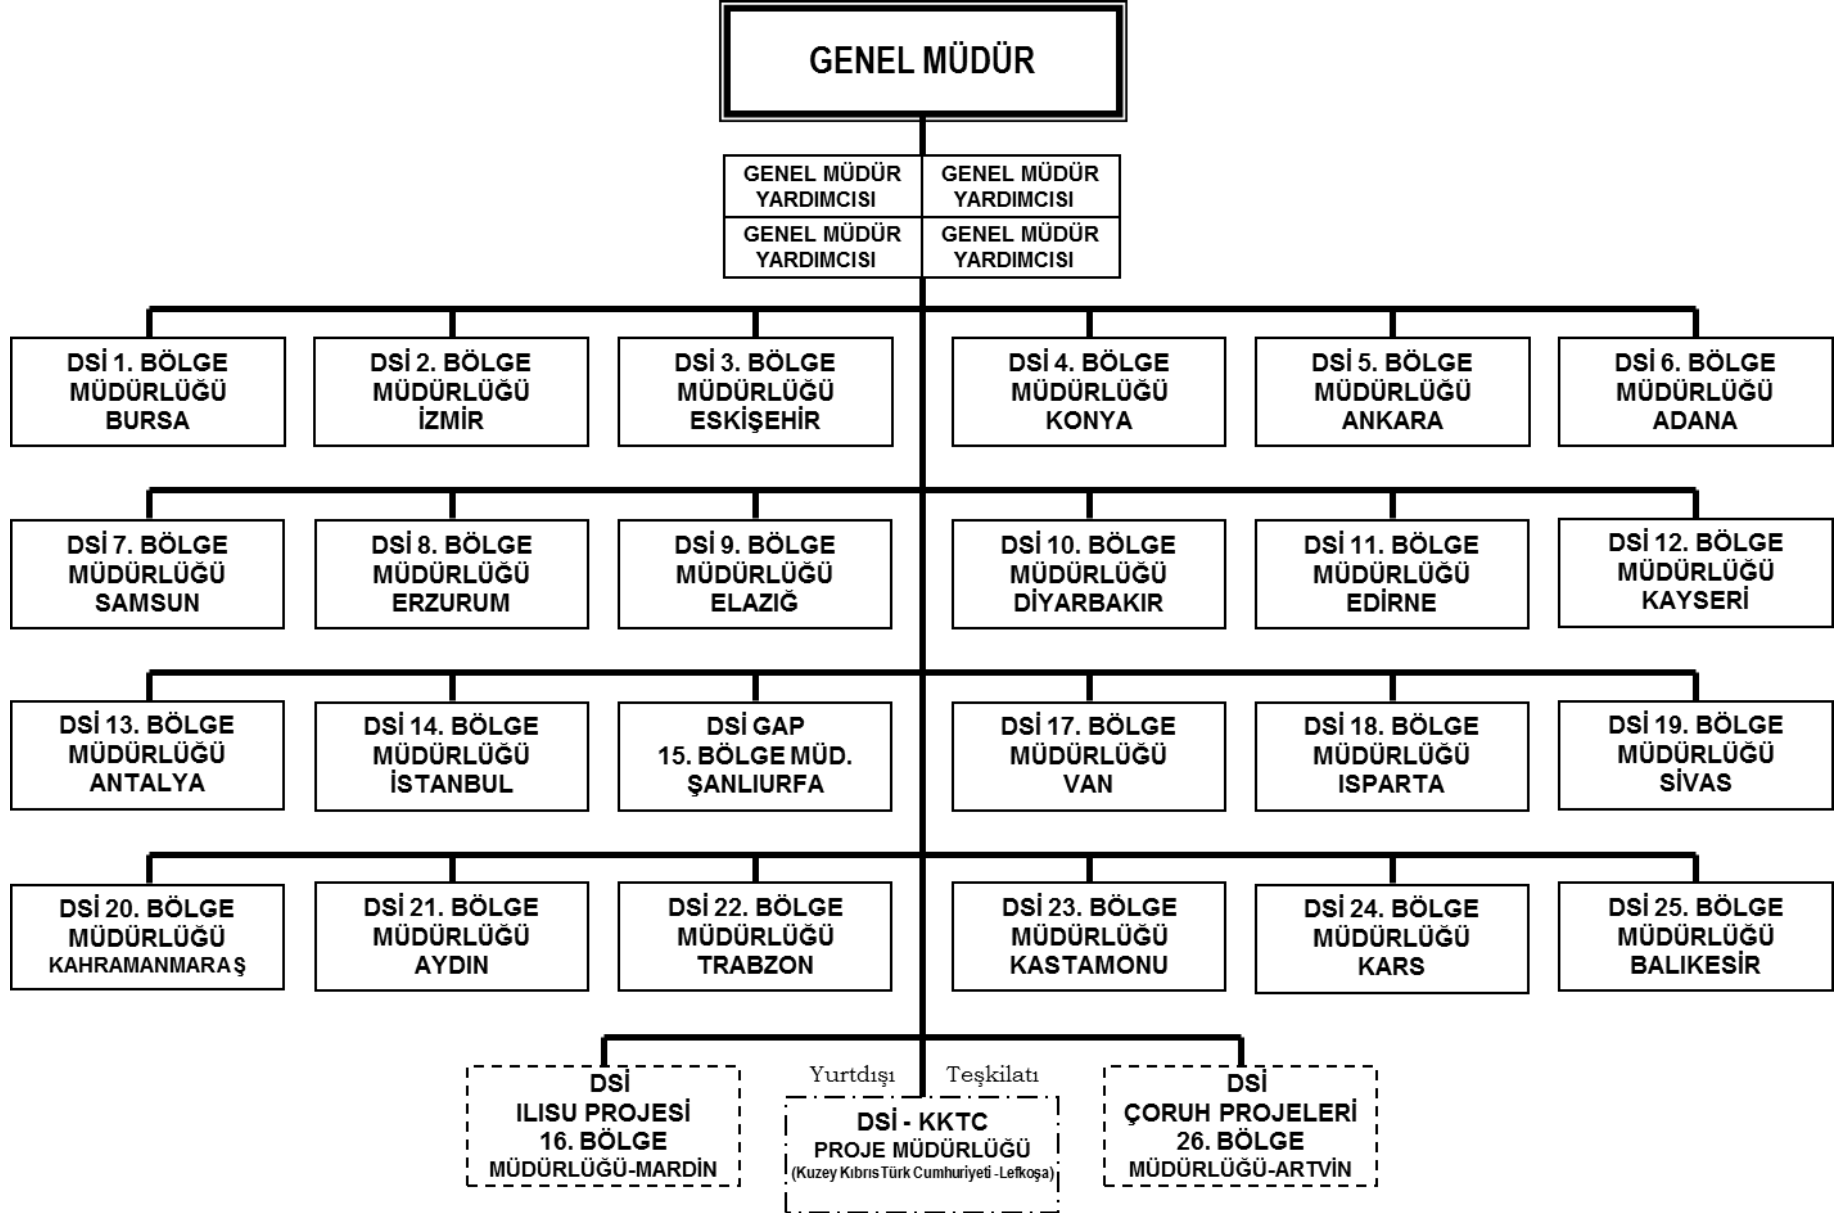 GENEL MÜDÜR
GENEL MÜDÜR
YARDIMCISI
GENEL MÜDÜR
YARDIMCISI
GENEL MÜDÜR
YARDIMCISI
GENEL MÜDÜR
YARDIMCISI
DSİ 1. BÖLGE
MÜDÜRLÜĞÜ
BURSA
DSİ 2. BÖLGE
MÜDÜRLÜĞÜ
İZMİR
DSİ 3. BÖLGE
MÜDÜRLÜĞÜ
ESKİŞEHİR
DSİ 4. BÖLGE
MÜDÜRLÜĞÜ
KONYA
DSİ 5. BÖLGE
MÜDÜRLÜĞÜ
ANKARA
DSİ 6. BÖLGE
MÜDÜRLÜĞÜ
ADANA
DSİ 7. BÖLGE
MÜDÜRLÜĞÜ
SAMSUN
DSİ 8. BÖLGE
MÜDÜRLÜĞÜ
ERZURUM
DSİ 9. BÖLGE
MÜDÜRLÜĞÜ
ELAZIĞ
DSİ 10. BÖLGE
MÜDÜRLÜĞÜ
DİYARBAKIR
DSİ 11. BÖLGE
MÜDÜRLÜĞÜ
EDİRNE
DSİ 12. BÖLGE
MÜDÜRLÜĞÜ
KAYSERİ
DSİ 13. BÖLGE
MÜDÜRLÜĞÜ
ANTALYA
DSİ 14. BÖLGE
MÜDÜRLÜĞÜ
İSTANBUL
DSİ GAP
15. BÖLGE MÜD.
ŞANLIURFA
DSİ 17. BÖLGE
MÜDÜRLÜĞÜ
VAN
DSİ 18. BÖLGE
MÜDÜRLÜĞÜ
ISPARTA
DSİ 19. BÖLGE
MÜDÜRLÜĞÜ
SİVAS
DSİ 20. BÖLGE
MÜDÜRLÜĞÜ
KAHRAMANMARAŞ
DSİ 21. BÖLGE
MÜDÜRLÜĞÜ
AYDIN
DSİ 22. BÖLGE
MÜDÜRLÜĞÜ
TRABZON
DSİ 23. BÖLGE
MÜDÜRLÜĞÜ
KASTAMONU
DSİ 24. BÖLGE
MÜDÜRLÜĞÜ
KARS
DSİ 25. BÖLGE
MÜDÜRLÜĞÜ
BALIKESİR
DSİ
ILISU PROJESİ
16. BÖLGE
MÜDÜRLÜĞÜ-MARDİN
Yurtdışı Teşkilatı
DSİ - KKTC
PROJE MÜDÜRLÜĞÜ
(Kuzey Kıbrıs Türk Cumhuriyeti -Lefkoşa)
DSİ
ÇORUH PROJELERİ
26. BÖLGE
MÜDÜRLÜĞÜ-ARTVİN